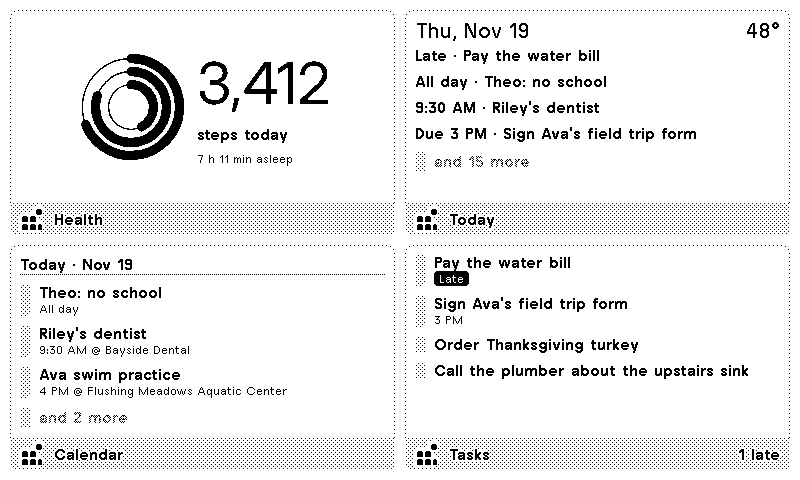 3,412
steps today
7 h 11 min asleep
Health
Thu, Nov 19
48°
Late · Pay the water bill
All day · Theo: no school
9:30 AM · Riley's dentist
Due 3 PM · Sign Ava's field trip form
and 15 more
Today
Today · Nov 19
Theo: no school
All day
Riley's dentist
9:30 AM @ Bayside Dental
Ava swim practice
4 PM @ Flushing Meadows Aquatic Center
and 2 more
Calendar
Pay the water bill
Late
Sign Ava's field trip form
3 PM
Order Thanksgiving turkey
Call the plumber about the upstairs sink
Tasks
1 late